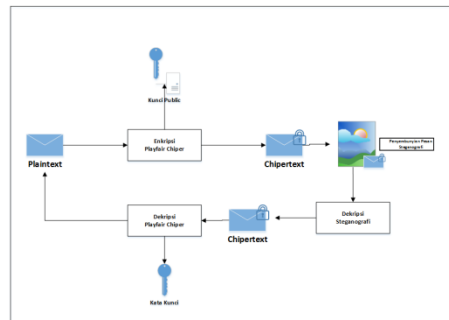 Kunci Public
Enkripsi
Playfair Chiper
Plaintext
Chipertext
Penyembunyian Pesan
Steganografi
Dekripsi
Playfair Chiper
Chipertext
Dekripsi
Steganografi
Kata Kunci